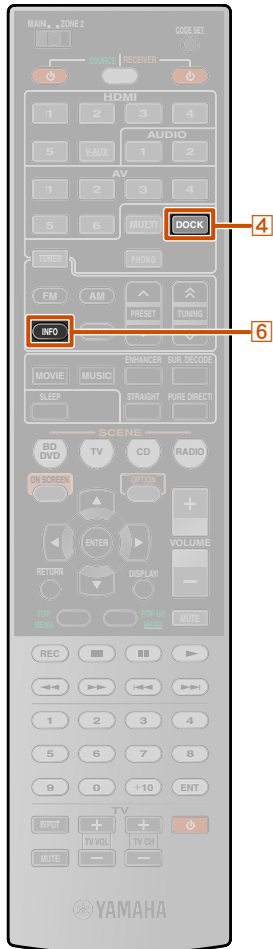 MAIN ZONE 2 CODE SET
SOURCE RECEIVER
HDMI
1 2 3 4
AUDIO
5 V-AUX 1 2
AV
1 2 3 4
5 6 MULTI DOCK 4
TUNER PHONO
FM AM PRESET TUNING
INFO 6
ENHANCER SUR. DECODE
MOVIE MUSIC
SLEEP STRAIGHT PURE DIRECT
SCENE
BD DVD TV CD RADIO
ON SCREEN OPTION
+
ENTER VOLUME
RETURN DISPLAY
−
TOP MENU POP-UP MENU MUTE
REC
1 2 3 4
5 6 7 8
9 0 +10 ENT
TV
INPUT + +
TV VOL TV CH
MUTE − −
YAMAHA